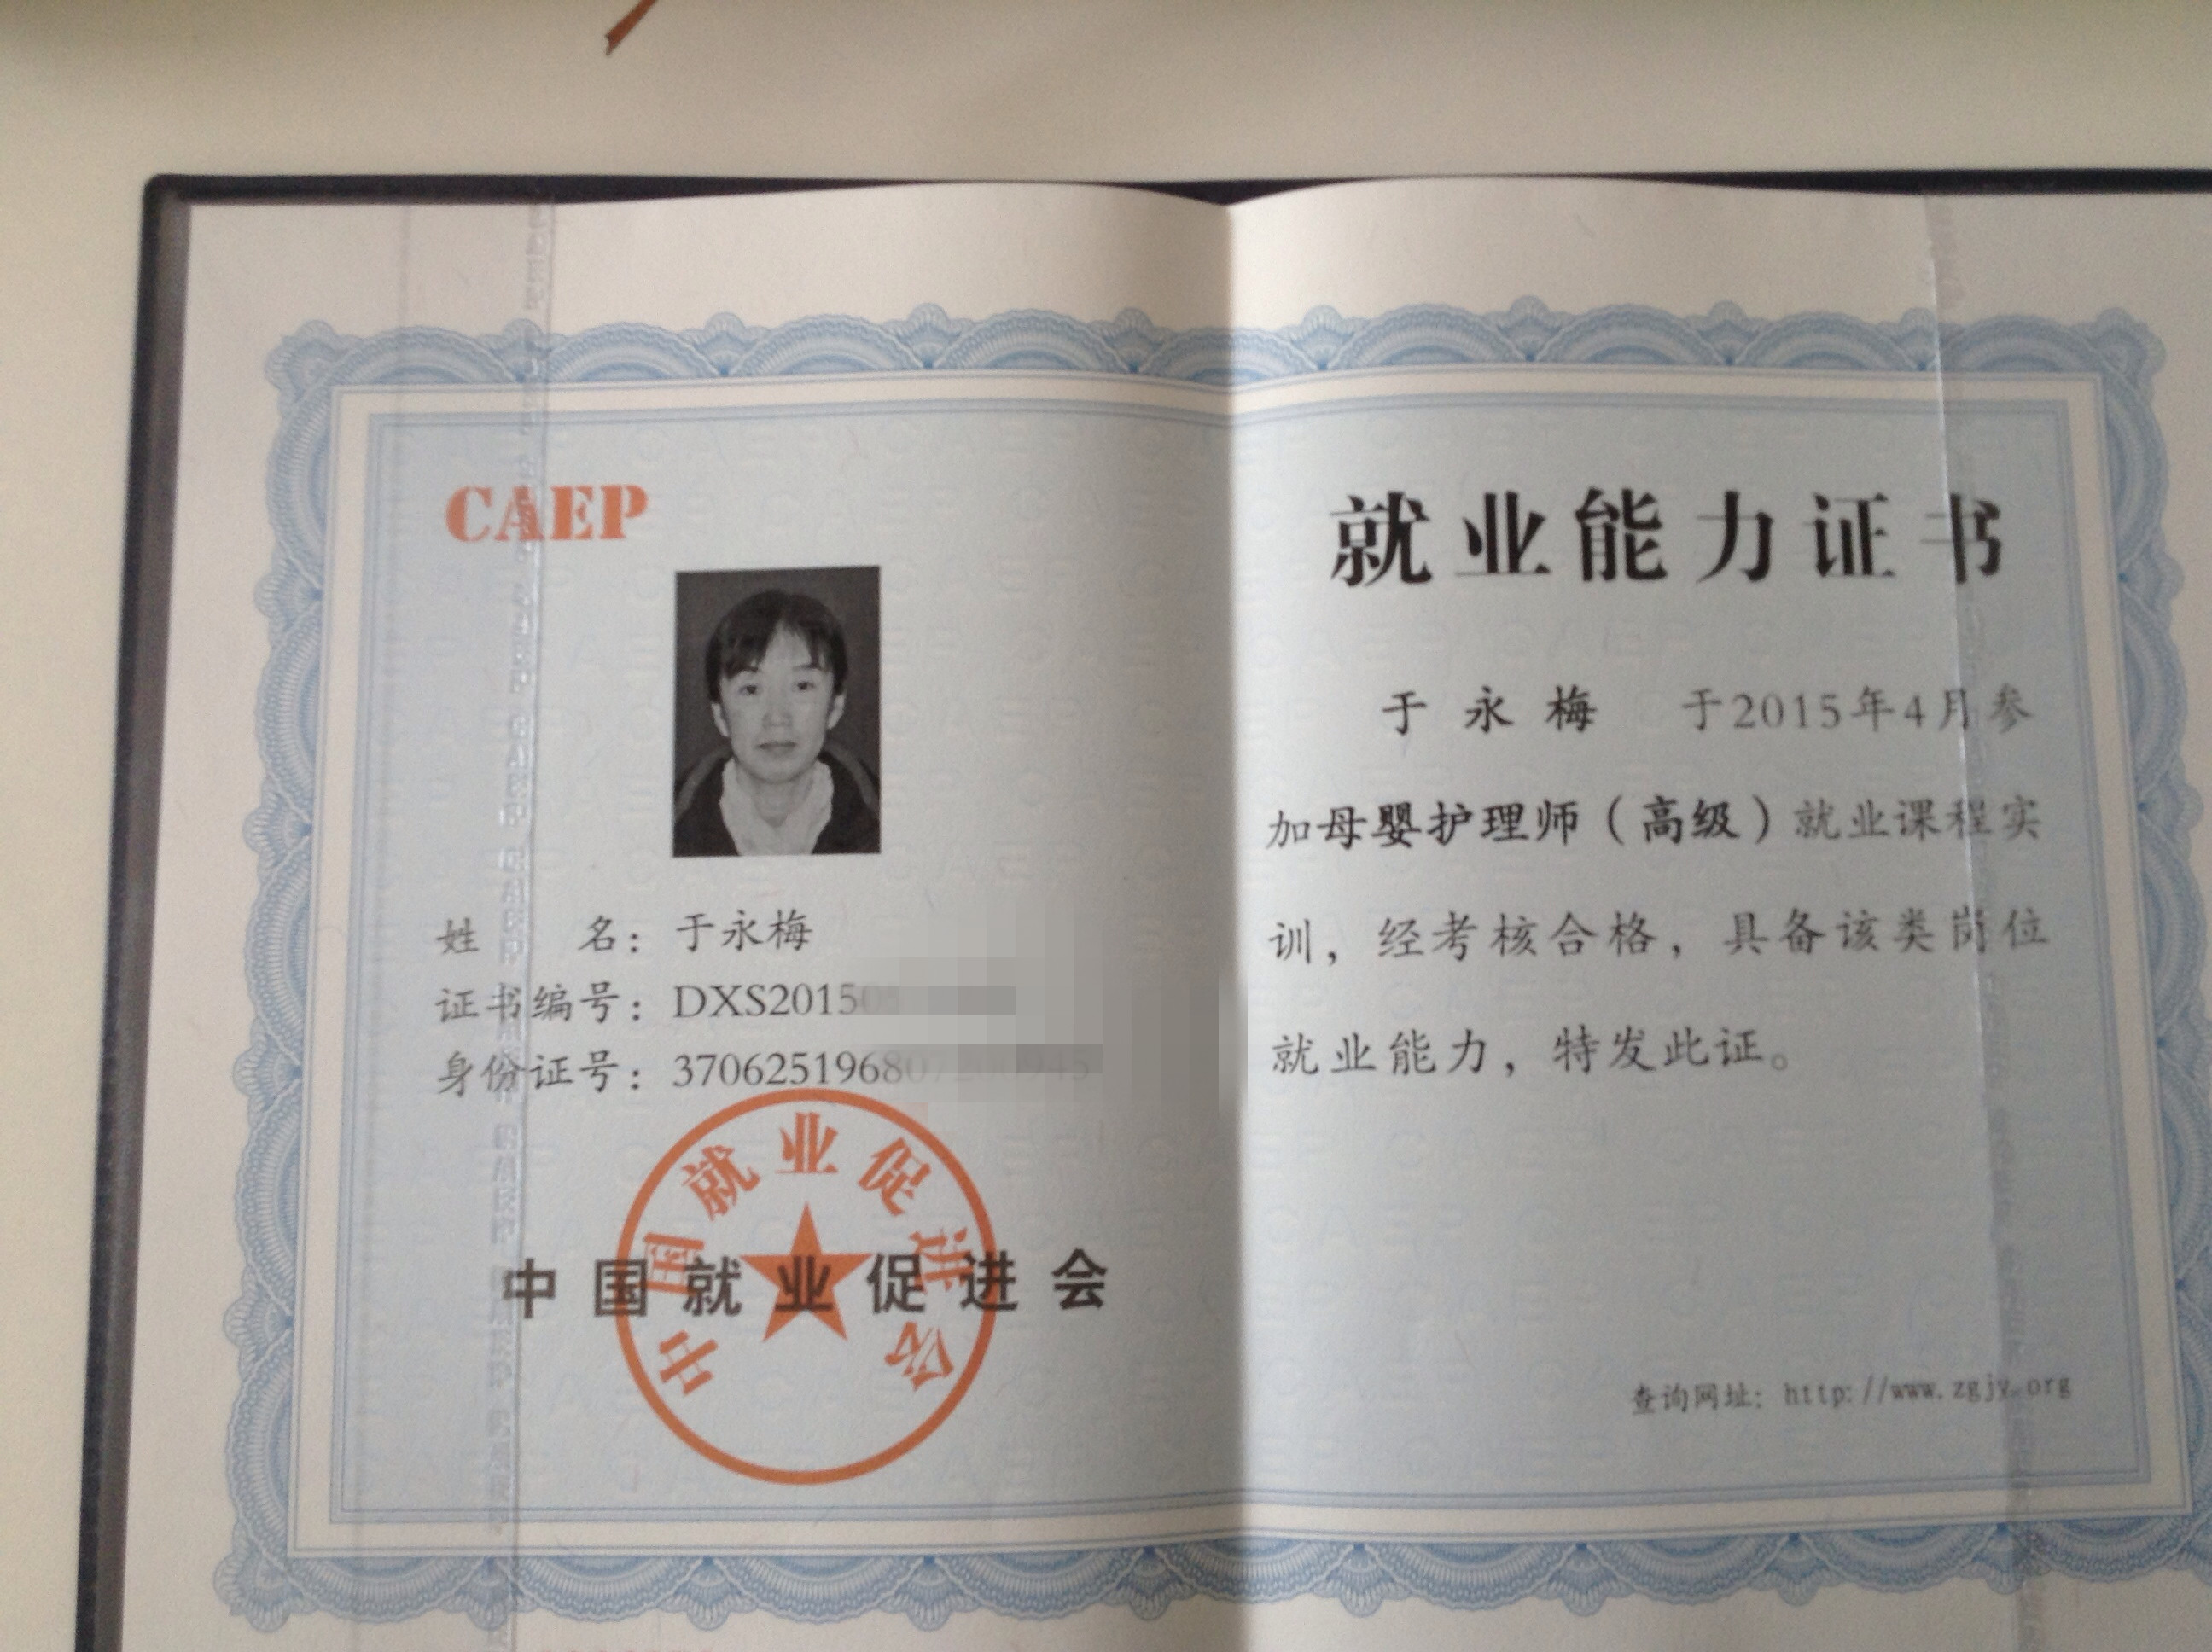 CAEP
姓名：于永梅
证书编号：DXS2015
身份证号：3706251968
中国就业促进会
中国就业促进会
就业能力证书
于永梅 于2015年4月参
加母婴护理师（高级）就业课程实
训，经考核合格，具备该类岗位
就业能力，特发此证。
查询网址：http://www.zgjy.org